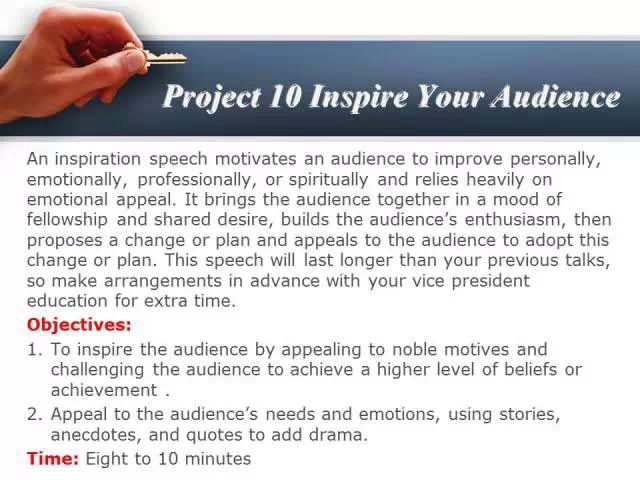 Project 10 Inspire Your Audience
An inspiration speech motivates an audience to improve personally,
emotionally, professionally, or spiritually and relies heavily on
emotional appeal. It brings the audience together in a mood of
fellowship and shared desire, builds the audience’s enthusiasm, then
proposes a change or plan and appeals to the audience to adopt this
change or plan. This speech will last longer than your previous talks,
so make arrangements in advance with your vice president
education for extra time.
Objectives:
1. To inspire the audience by appealing to noble motives and
challenging the audience to achieve a higher level of beliefs or
achievement .
2. Appeal to the audience’s needs and emotions, using stories,
anecdotes, and quotes to add drama.
Time: Eight to 10 minutes